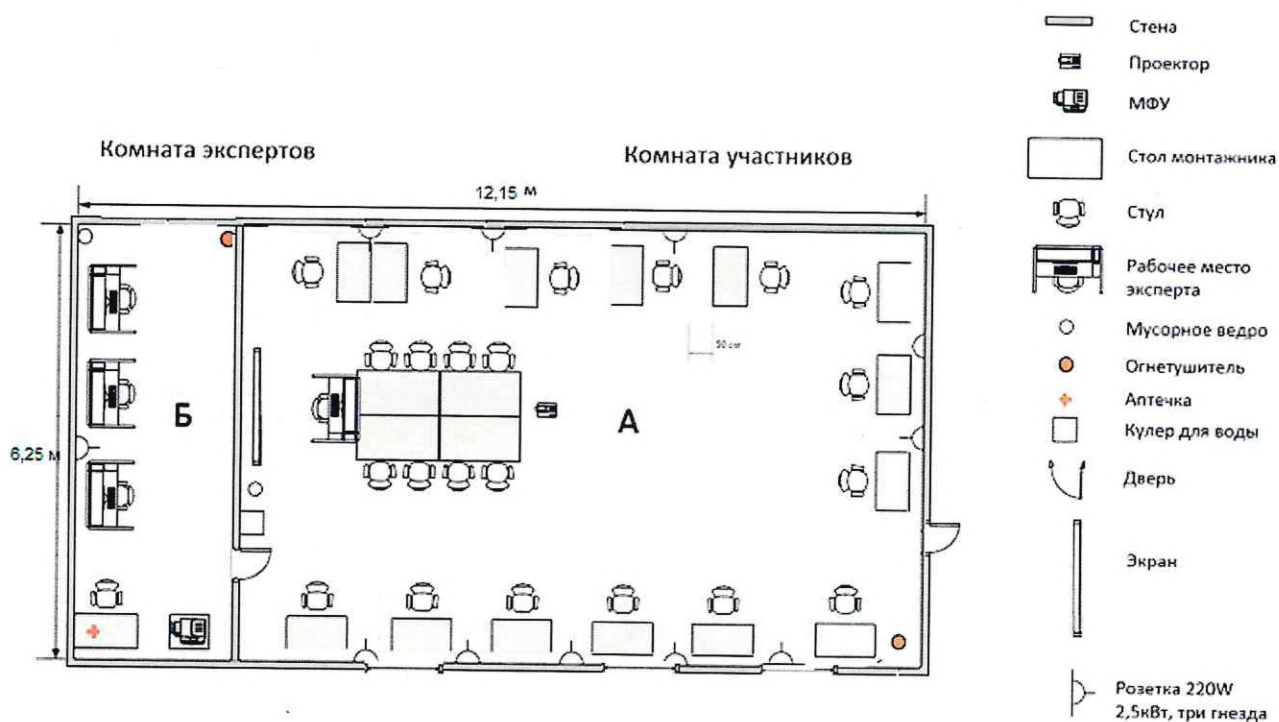 Комната экспертов
Комната участников
12,15 м
6,25 м
Б
А
50 см
Стена
Проектор
МФУ
Стол монтажника
Стул
Рабочее место
эксперта
Мусорное ведро
Огнетушитель
Аптечка
Кулер для воды
Дверь
Экран
Розетка 220W
2,5кВт, три гнезда